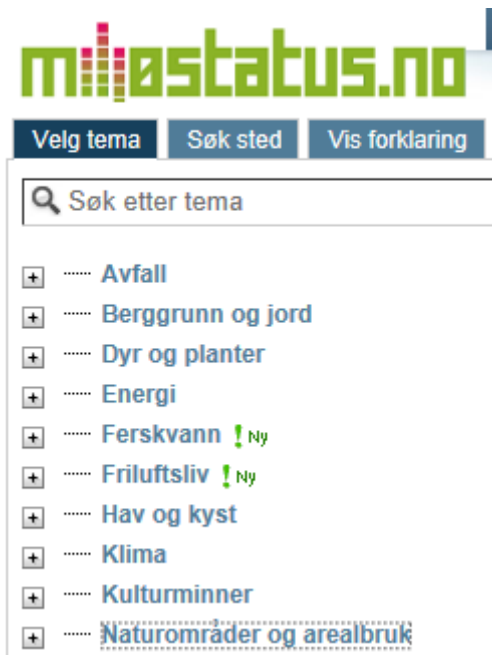 miljøstatus.no
Velg tema Søk sted Vis forklaring
Søk etter tema
Avfall
Berggrunn og jord
Dyr og planter
Energi
Ferskvann ! Ny
Friluftsliv ! Ny
Hav og kyst
Klima
Kulturminner
Naturområder og arealbruk